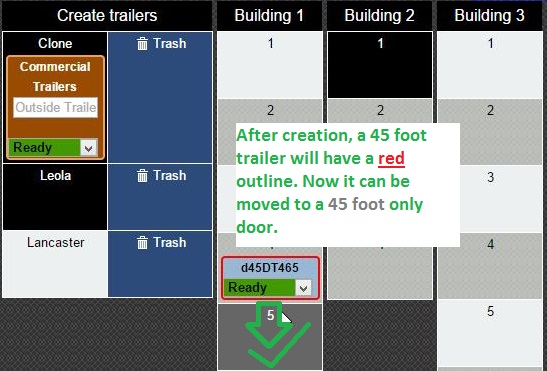 Create trailers
Building 1
Building 2
Building 3
Clone
Trash
Commercial
Trailers
Outside Traile
Ready
Leola
Trash
Lancaster
Trash
1
2
4
d45DT465
Ready
5
1
2
1
2
3
4
5
After creation, a 45 foot
trailer will have a red
outline. Now it can be
moved to a 45 foot only
door.